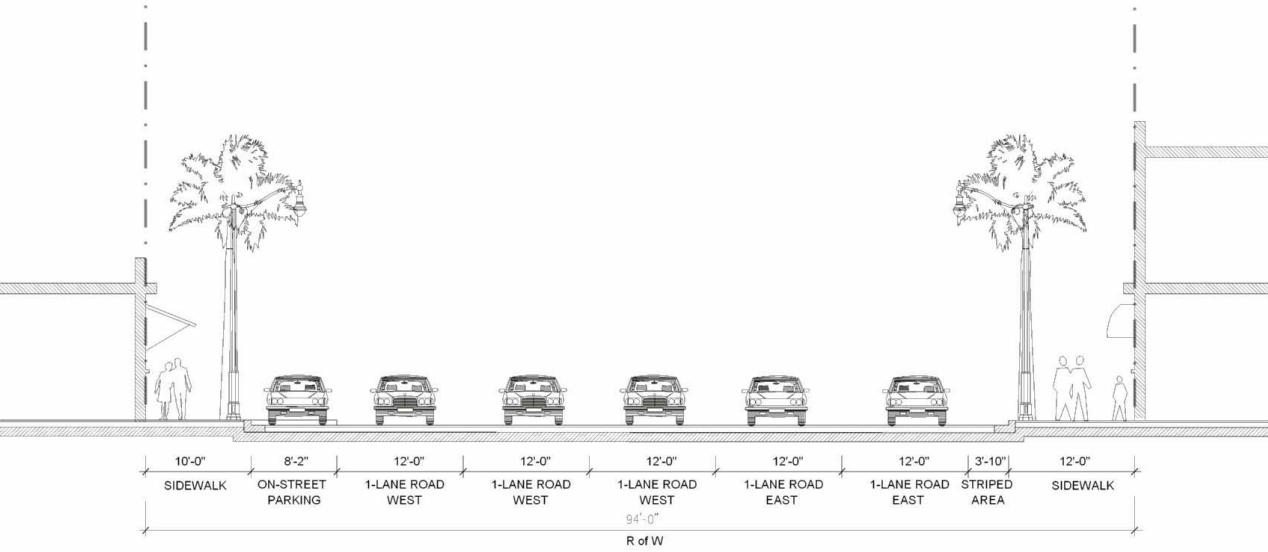 10'-0" 8'-2" 12'-0" 12'-0" 12'-0" 12'-0" 12'-0" 3'-10" 12'-0"
SIDEWALK ON-STREET 1-LANE ROAD 1-LANE ROAD 1-LANE ROAD 1-LANE ROAD 1-LANE ROAD STRIPED SIDEWALK
PARKING WEST WEST WEST EAST EAST AREA
94'-0"
R of W